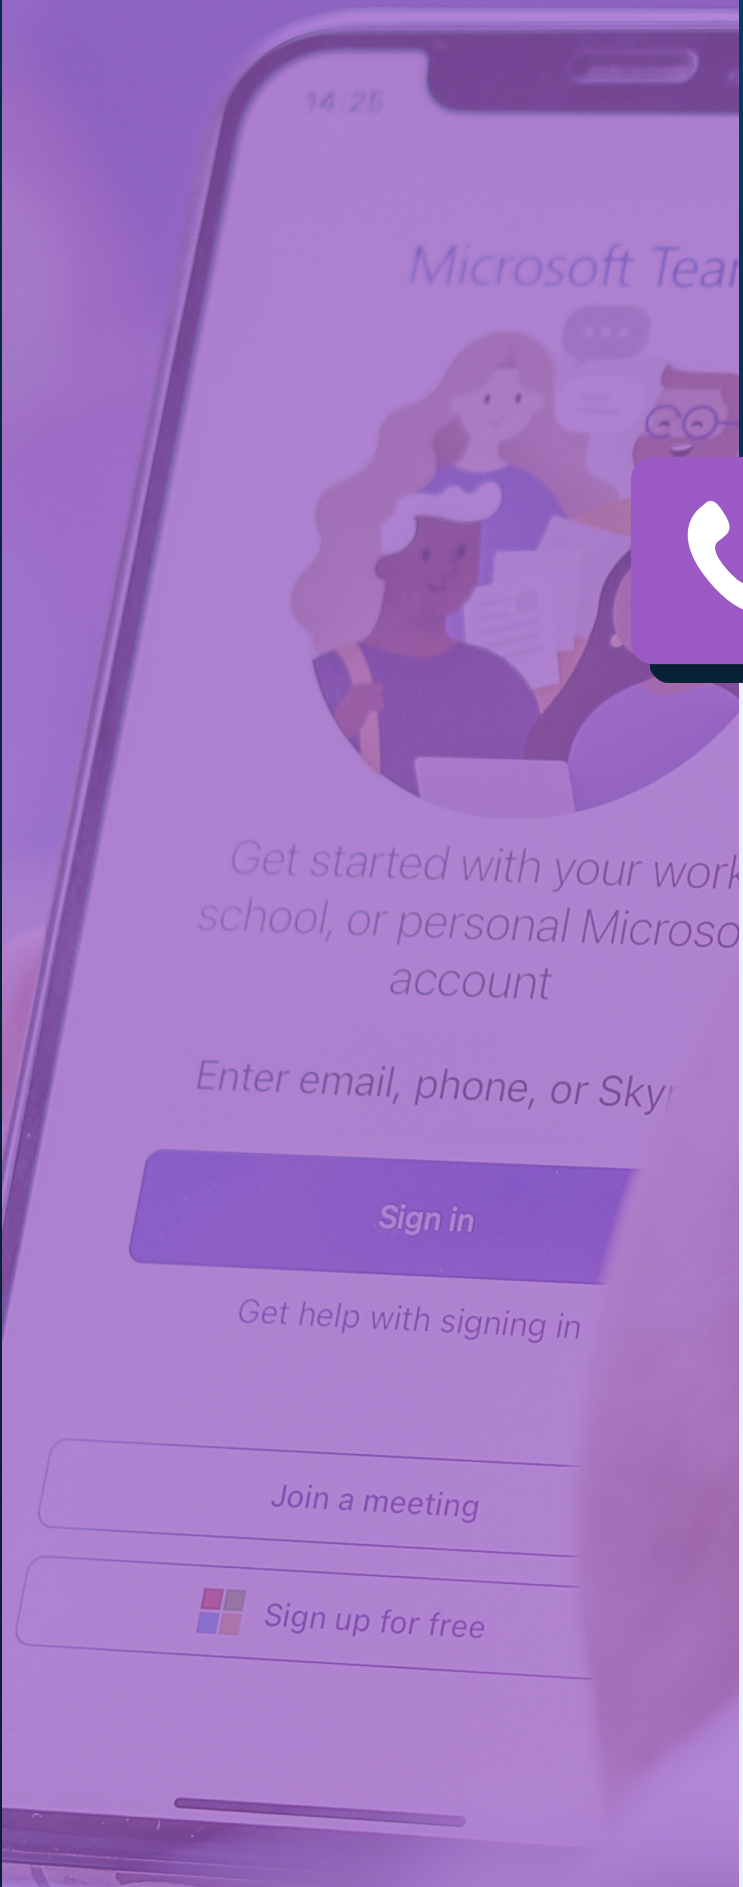 14:25
Microsoft Tear
Get started with your work
school, or personal Microso
account
Enter email, phone, or Sky
Sign in
Get help with signing in
Join a meeting
Sign up for free